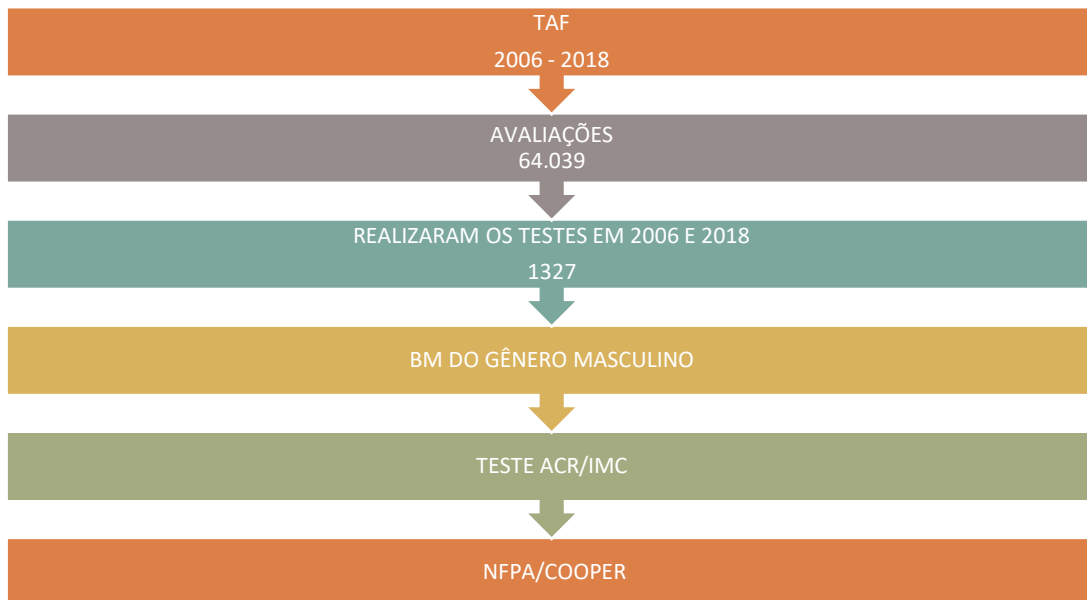 TAF
2006 - 2018
AVALIAÇÕES
64.039
REALIZARAM OS TESTES EM 2006 E 2018
1327
BM DO GÊNERO MASCULINO
TESTE ACR/IMC
NFPA/COOPER